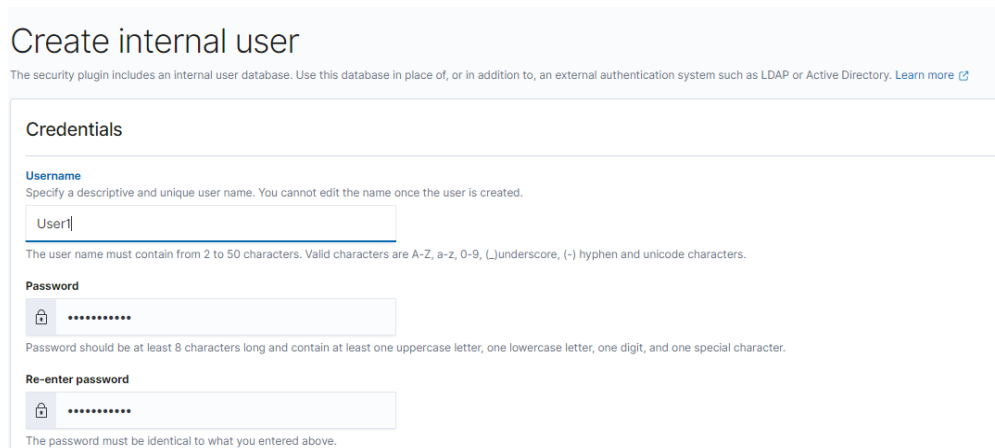 Create internal user
The security plugin includes an internal user database. Use this database in place of, or in addition to, an external authentication system such as LDAP or Active Directory. Learn more
Credentials
Username
Specify a descriptive and unique user name. You cannot edit the name once the user is created.
User1
The user name must contain from 2 to 50 characters. Valid characters are A-Z, a-z, 0-9, (_)underscore, (-) hyphen and unicode characters.
Password
•••••••••••
Password should be at least 8 characters long and contain at least one uppercase letter, one lowercase letter, one digit, and one special character.
Re-enter password
•••••••••••
The password must be identical to what you entered above.